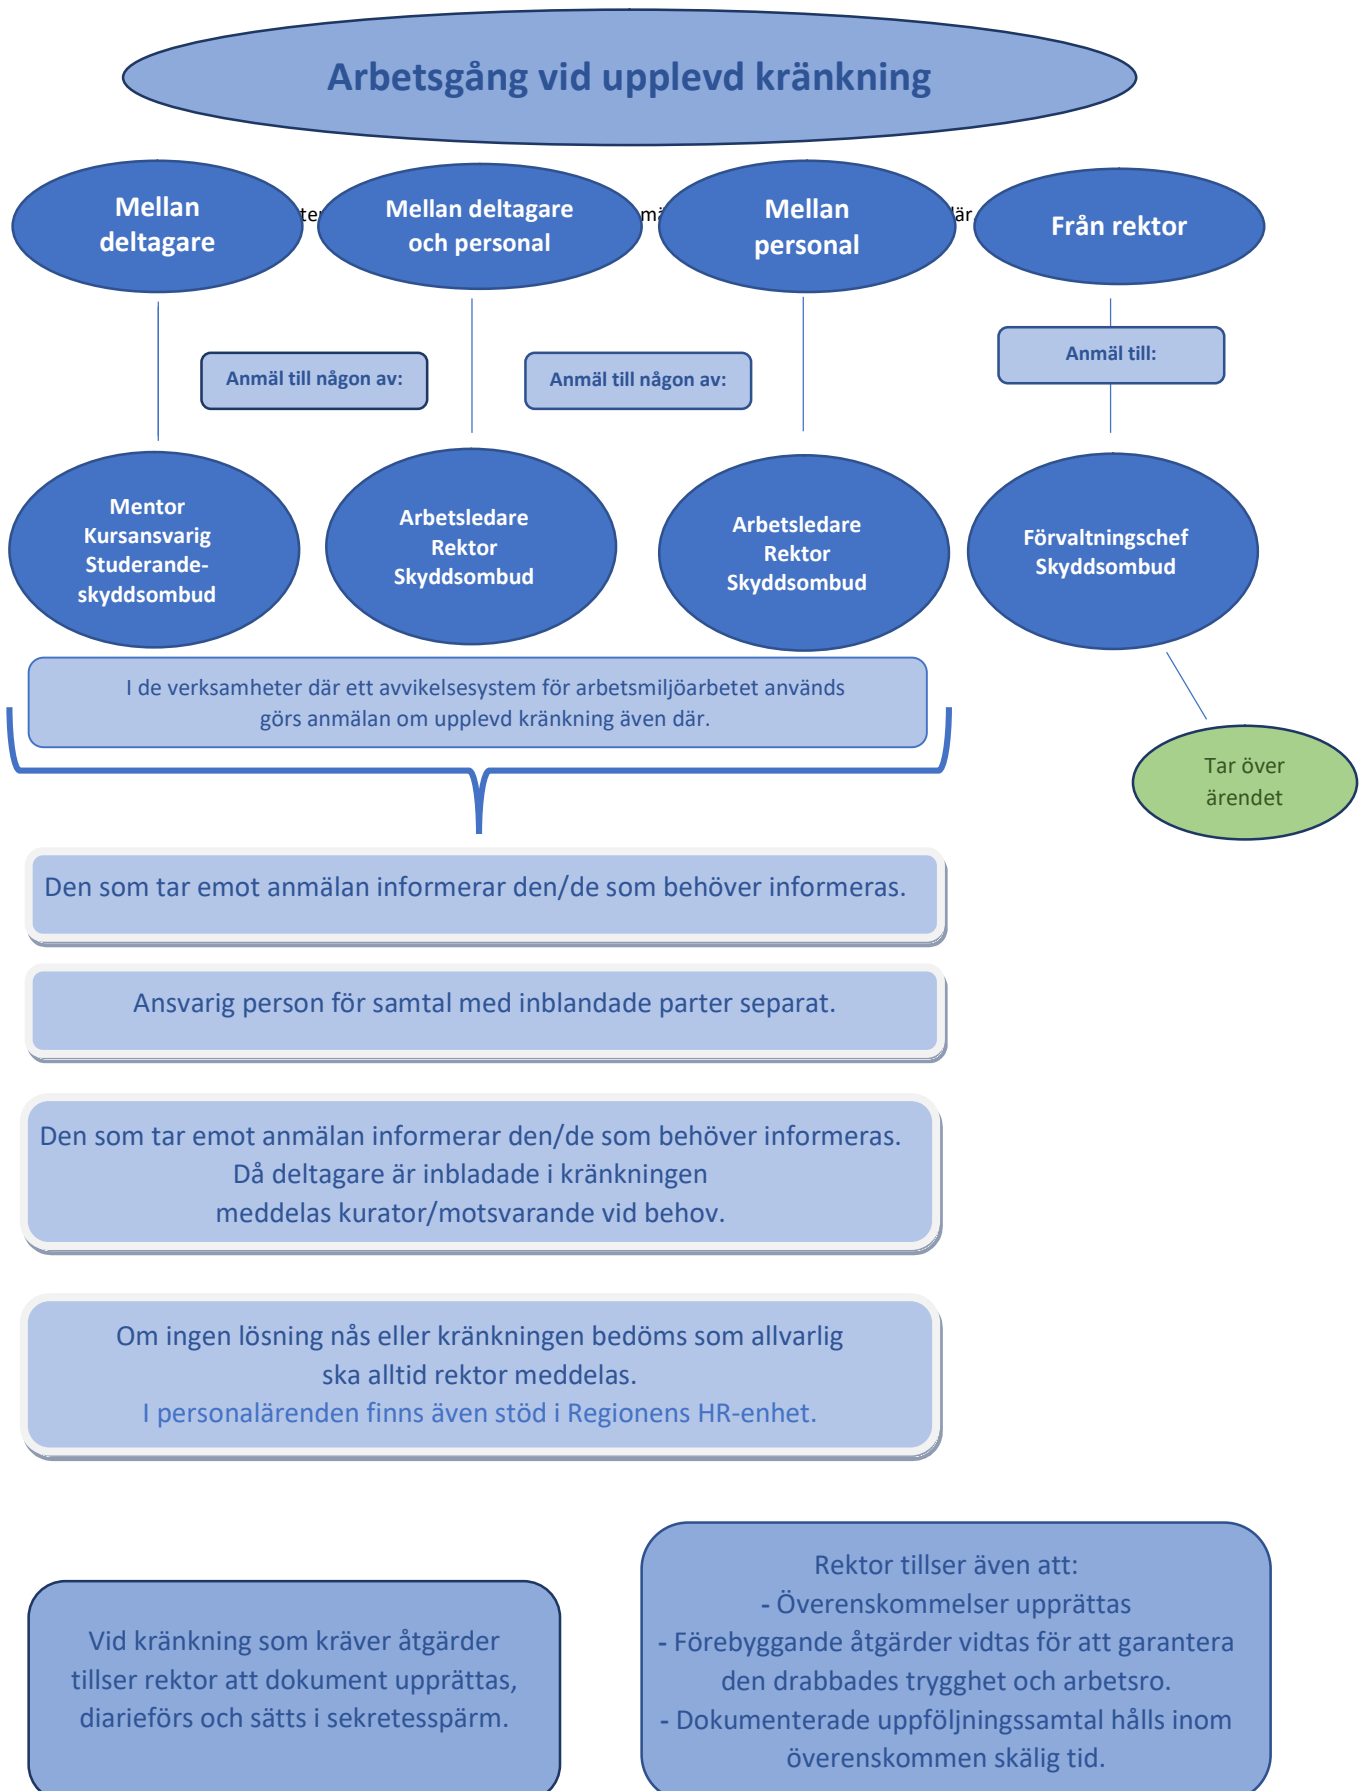 Arbetsgång vid upplevd kränkning
Mellan
deltagare
Mellan deltagare
och personal
Mellan
personal
Från rektor
Anmäl till någon av:
Anmäl till någon av:
Anmäl till:
Mentor
Kursansvarig
Studerande-
skyddsombud
Arbetsledare
Rektor
Skyddsombud
Arbetsledare
Rektor
Skyddsombud
Förvaltningschef
Skyddsombud
I de verksamheter där ett avvikelsesystem för arbetsmiljöarbetet används
görs anmälan om upplevd kränkning även där.
Tar över
ärendet
Den som tar emot anmälan informerar den/de som behöver informeras.
Ansvarig person för samtal med inblandade parter separat.
Den som tar emot anmälan informerar den/de som behöver informeras.
Då deltagare är inbladade i kränkningen
meddelas kurator/motsvarande vid behov.
Om ingen lösning nås eller kränkningen bedöms som allvarlig
ska alltid rektor meddelas.
I personalärenden finns även stöd i Regionens HR-enhet.
Vid kränkning som kräver åtgärder
tillser rektor att dokument upprättas,
diarieförs och sätts i sekretesspärm.
Rektor tillser även att:
- Överenskommelser upprättas
- Förebyggande åtgärder vidtas för att garantera
den drabbades trygghet och arbetsro.
- Dokumenterade uppföljningssamtal hålls inom
överenskommen skälig tid.